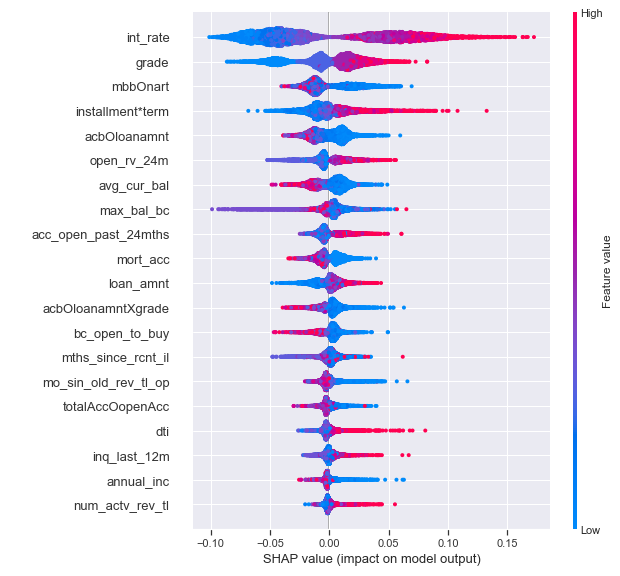 High
int_rate
grade
mbbOnart
installment*term
acbOloanamnt
open_rv_24m
avg_cur_bal
max_bal_bc
acc_open_past_24mths
mort_acc
loan_amnt
acbOloanamntXgrade
bc_open_to_buy
mths_since_rcnt_il
mo_sin_old_rev_tl_op
totalAccOopenAcc
dti
inq_last_12m
annual_inc
num_actv_rev_tl
Feature value
Low
−0.10 −0.05 0.00 0.05 0.10 0.15
SHAP value (impact on model output)